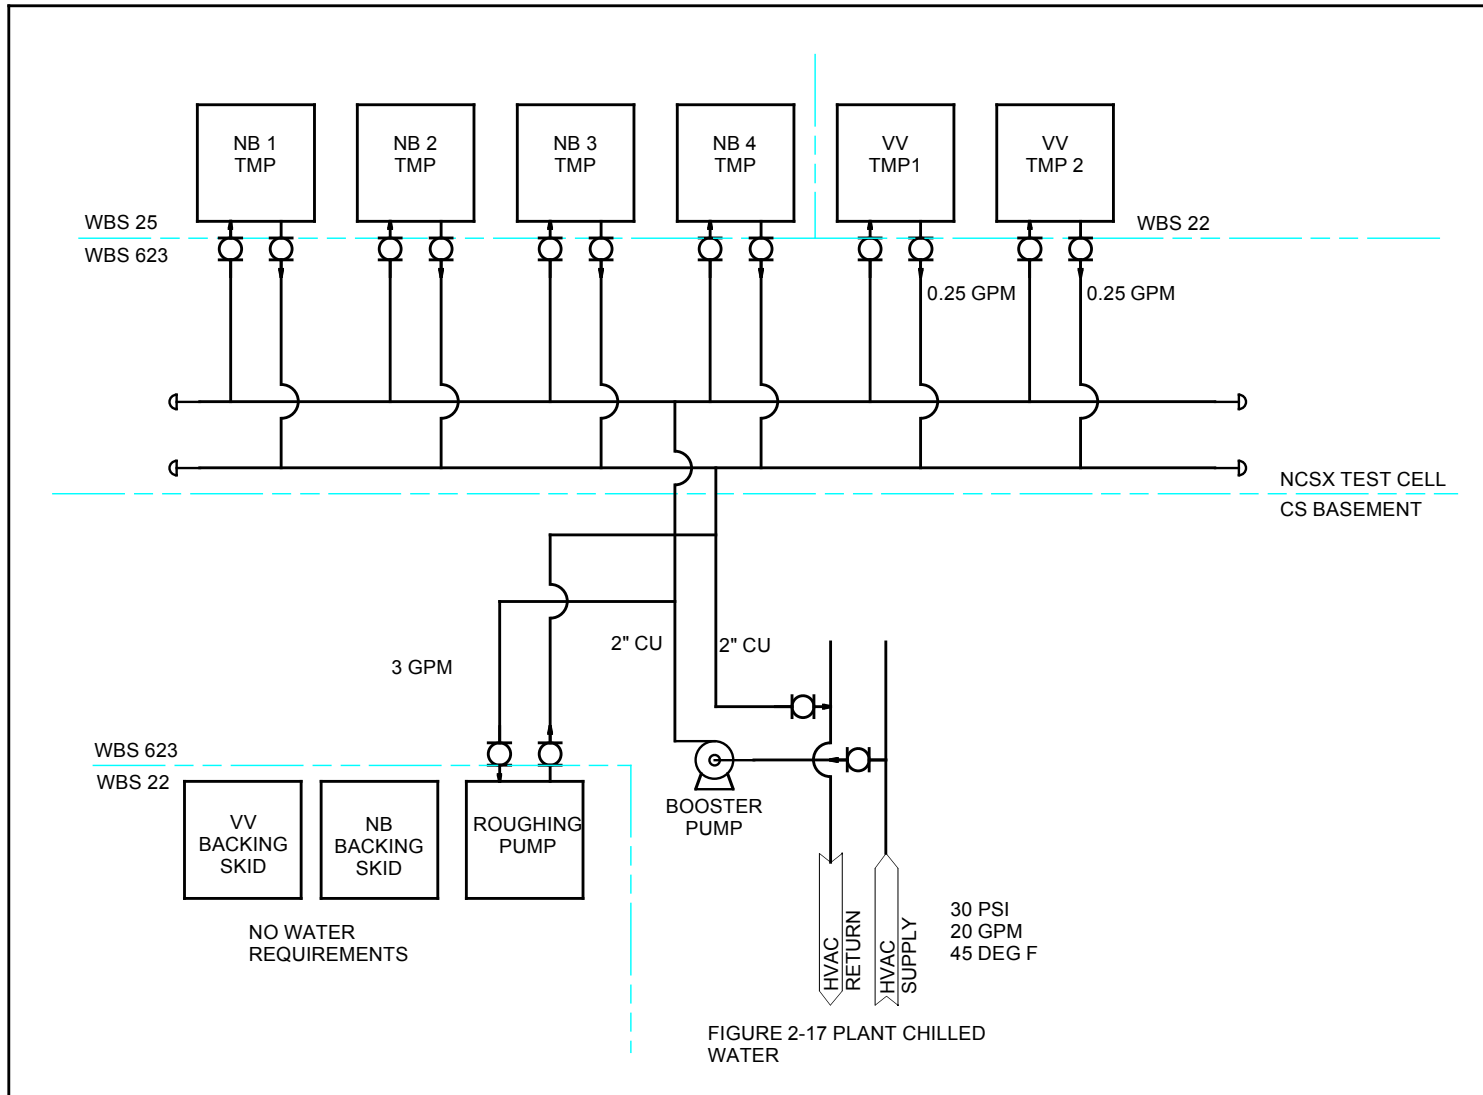 NB 1
TMP
NB 2
TMP
NB 3
TMP
NB 4
TMP
VV
TMP1
VV
TMP 2
WBS 25
WBS 22
WBS 623
0.25 GPM
0.25 GPM
NCSX TEST CELL
CS BASEMENT
2" CU
2" CU
3 GPM
WBS 623
WBS 22
VV
BACKING
SKID
NB
BACKING
SKID
ROUGHING
PUMP
BOOSTER
PUMP
NO WATER
REQUIREMENTS
HVAC
RETURN
HVAC
SUPPLY
30 PSI
20 GPM
45 DEG F
FIGURE 2-17 PLANT CHILLED
WATER